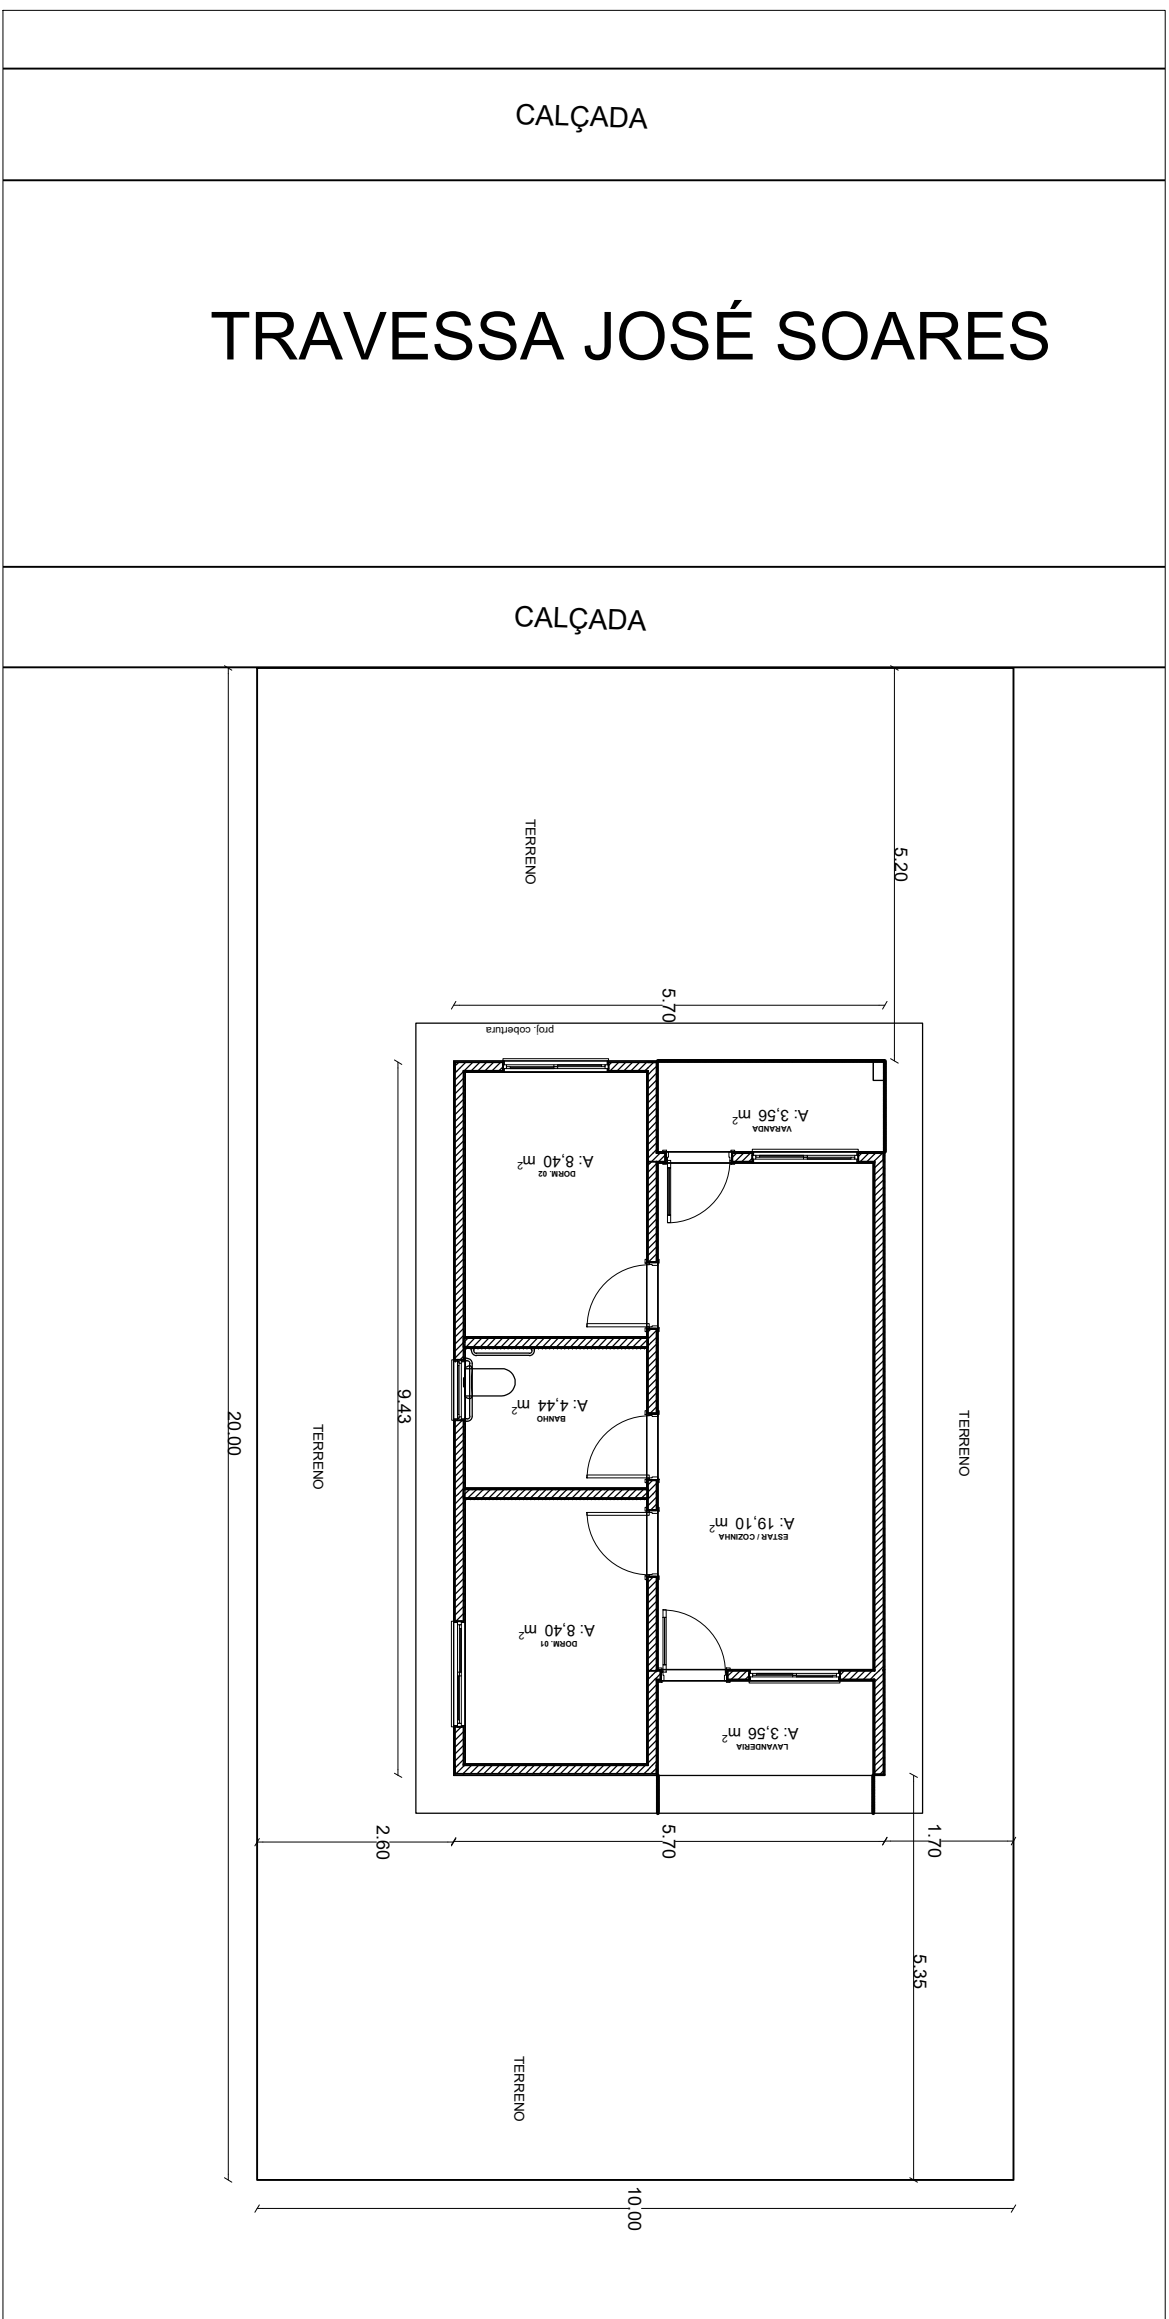 CALÇADA
TRAVESSA JOSÉ SOARES
CALÇADA
TERRENO
5.20
5.70
proj. cobertura
VARANDA
A: 3,56 m²
DORM. 02
A: 8,40 m²
9.43
20.00
BANHO
A: 4,44 m²
TERRENO
TERRENO
ESTAR / COZINHA
A: 19,10 m²
DORM. 01
A: 8,40 m²
LAVANDERIA
A: 3,56 m²
2.60
5.70
1.70
5.35
TERRENO
10.00